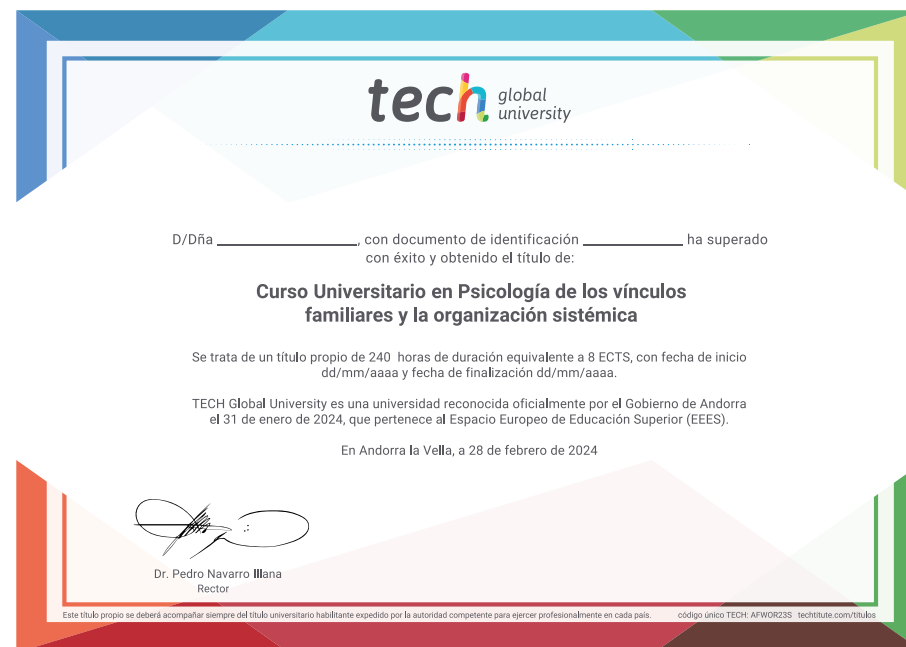 tech global university
D/Dña ______________, con documento de identificación __________ ha superado
con éxito y obtenido el título de:
Curso Universitario en Psicología de los vínculos
familiares y la organización sistémica
Se trata de un título propio de 240 horas de duración equivalente a 8 ECTS, con fecha de inicio
dd/mm/aaaa y fecha de finalización dd/mm/aaaa.
TECH Global University es una universidad reconocida oficialmente por el Gobierno de Andorra
el 31 de enero de 2024, que pertenece al Espacio Europeo de Educación Superior (EEES).
En Andorra la Vella, a 28 de febrero de 2024
Dr. Pedro Navarro Illana
Rector
Este título propio se deberá acompañar siempre del título universitario habilitante expedido por la autoridad competente para ejercer profesionalmente en cada país. código único TECH: AFWOR23S techtitute.com/titulos